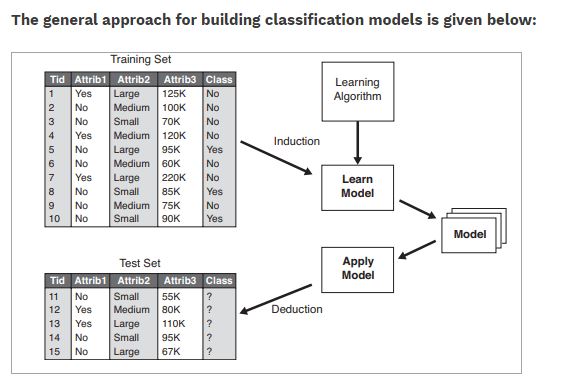 The general approach for building classification models is given below:
Training Set
Tid Attrib1 Attrib2 Attrib3 Class
1 Yes Large 125K No
2 No Medium 100K No
3 No Small 70K No
4 Yes Medium 120K No
5 No Large 95K Yes
6 No Medium 60K No
7 Yes Large 220K No
8 No Small 85K Yes
9 No Medium 75K No
10 No Small 90K Yes
Learning
Algorithm
Induction
Learn
Model
Model
Apply
Model
Deduction
Test Set
Tid Attrib1 Attrib2 Attrib3 Class
11 No Small 55K ?
12 Yes Medium 80K ?
13 Yes Large 110K ?
14 No Small 95K ?
15 No Large 67K ?